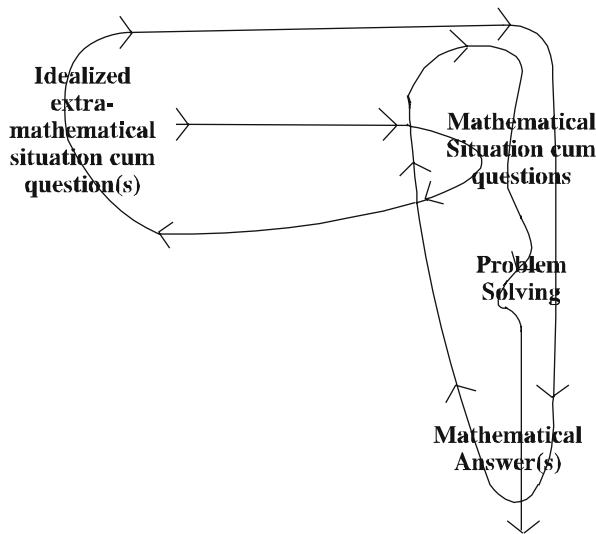 Idealized
extra-
mathematical
situation cum
question(s)
Mathematical
Situation cum
questions
Problem
Solving
Mathematical
Answer(s)